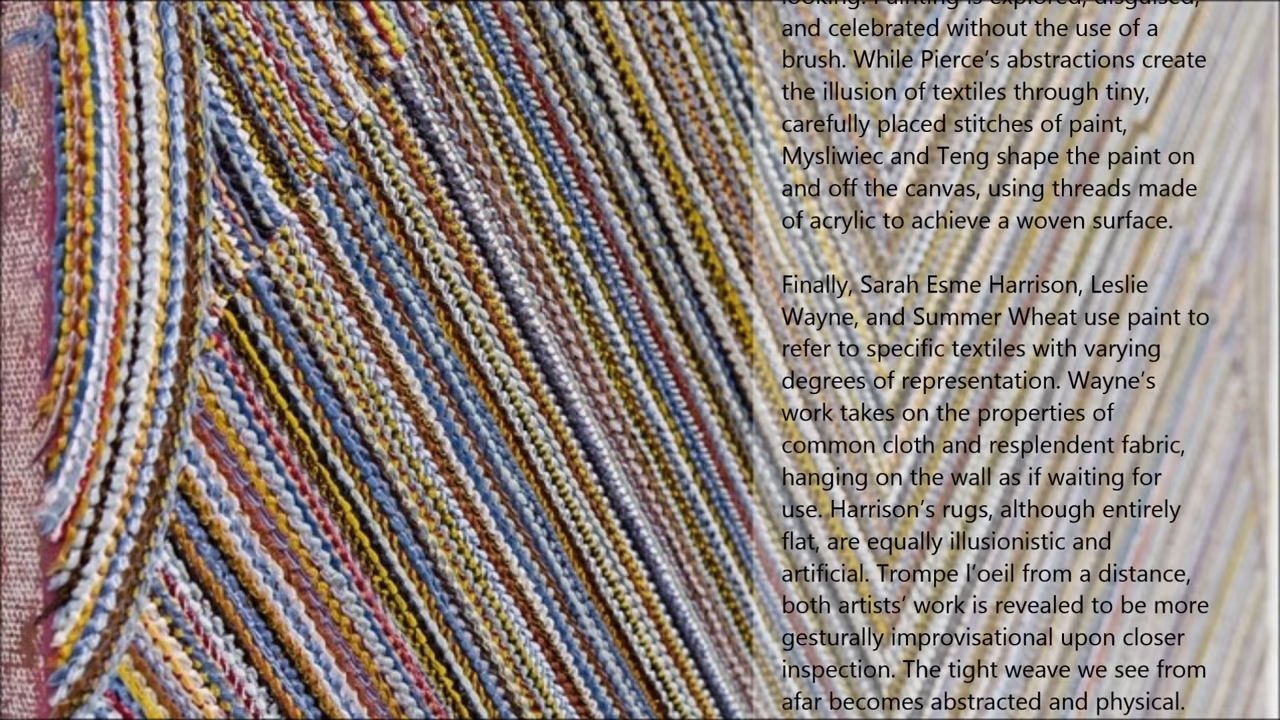 looking. Painting is explored, disguised,
and celebrated without the use of a
brush. While Pierce’s abstractions create
the illusion of textiles through tiny,
carefully placed stitches of paint,
Mysliwiec and Teng shape the paint on
and off the canvas, using threads made
of acrylic to achieve a woven surface.
Finally, Sarah Esme Harrison, Leslie
Wayne, and Summer Wheat use paint to
refer to specific textiles with varying
degrees of representation. Wayne’s
work takes on the properties of
common cloth and resplendent fabric,
hanging on the wall as if waiting for
use. Harrison’s rugs, although entirely
flat, are equally illusionistic and
artificial. Trompe l’oeil from a distance,
both artists’ work is revealed to be more
gesturally improvisational upon closer
inspection. The tight weave we see from
afar becomes abstracted and physical.